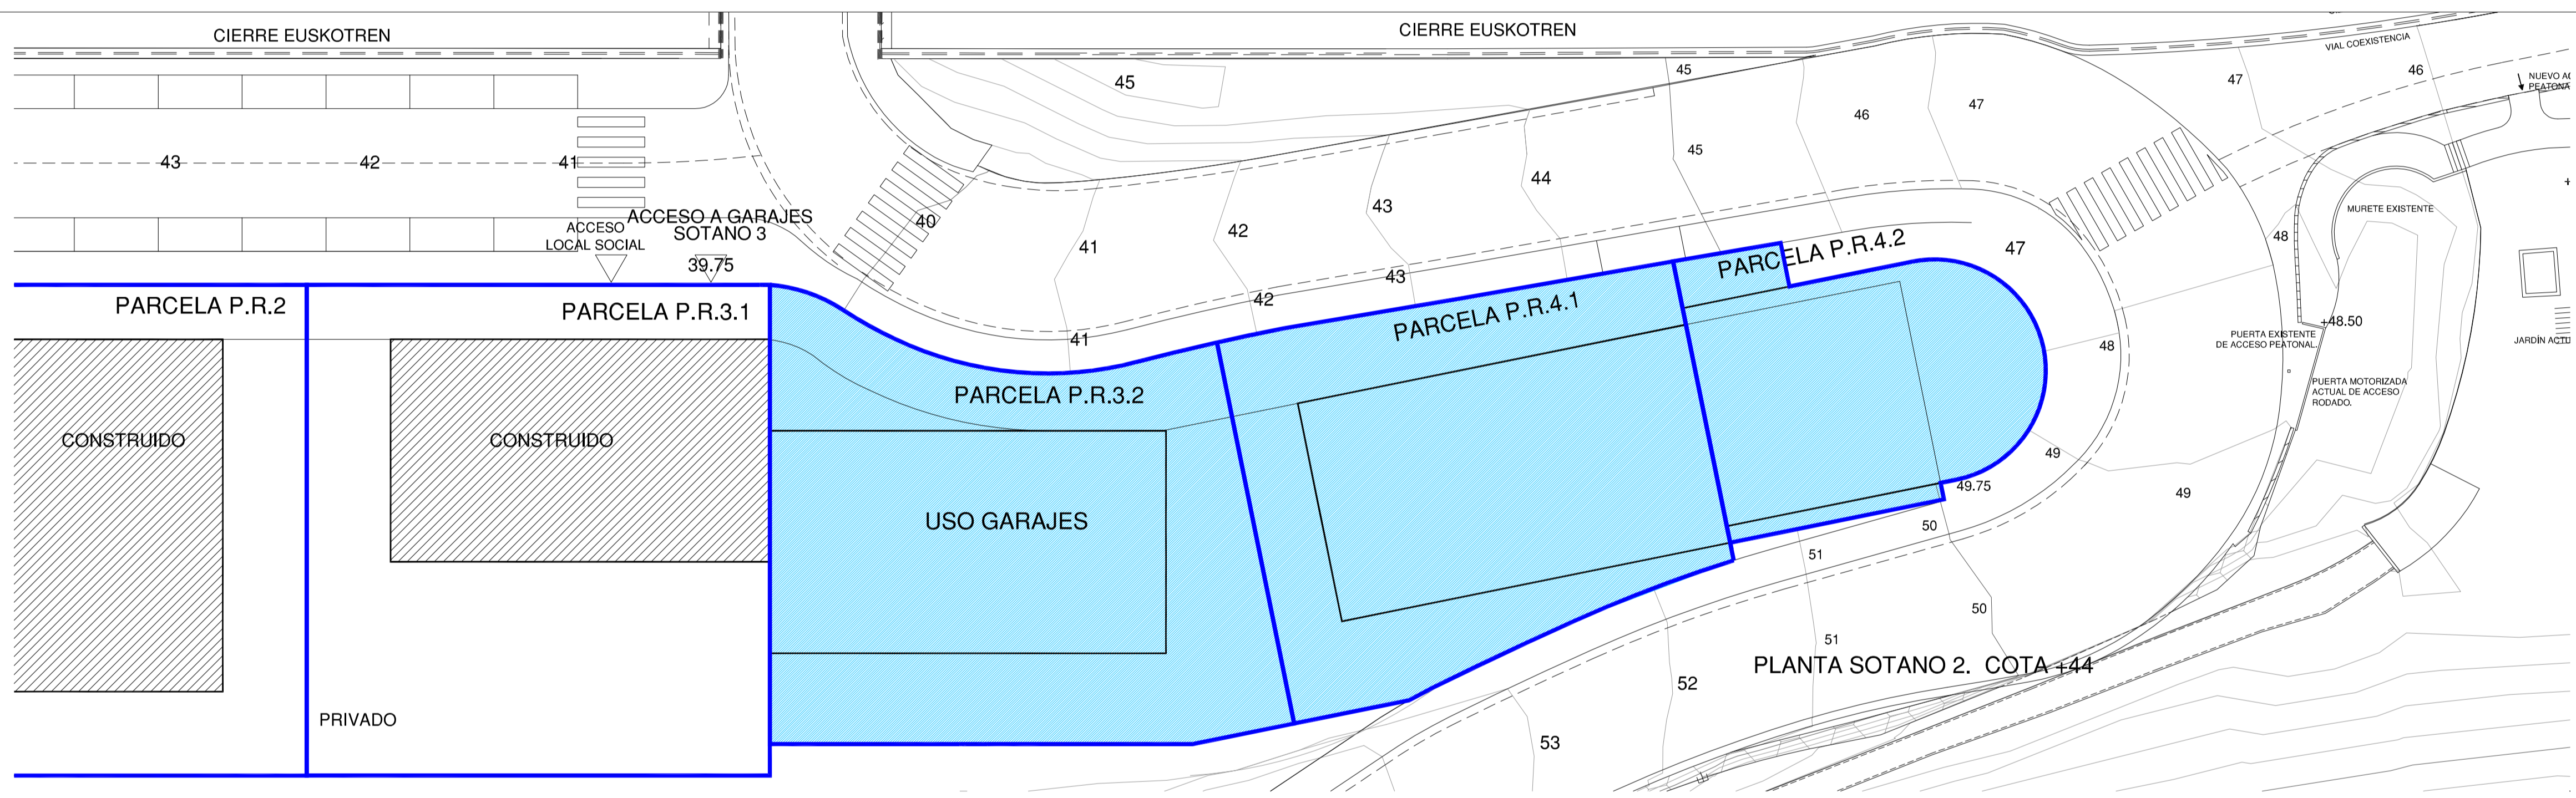 CIERRE EUSKOTREN
CIERRE EUSKOTREN
VIAL COEXISTENCIA
45
45
47
46
NUEVO
46
47
43
42
41
45
44
43
42
41
40
ACCESO A GARAJES
SOTANO 3
ACCESO
LOCAL SOCIAL
39.75
MURETE EXISTENTE
48
47
PARCELA P.R.4.2
43
42
41
PARCELA P.R.2
PARCELA P.R.3.1
PARCELA P.R.4.1
+48.50
PUERTA EXISTENTE
DE ACCESO PEATONAL.
48
JARDÍN
PUERTA MOTORIZADA
ACTUAL DE ACCESO
RODADO.
PARCELA P.R.3.2
CONSTRUIDO
CONSTRUIDO
49
49.75
49
USO GARAJES
50
51
50
51
PLANTA SOTANO 2. COTA +44
52
PRIVADO
53